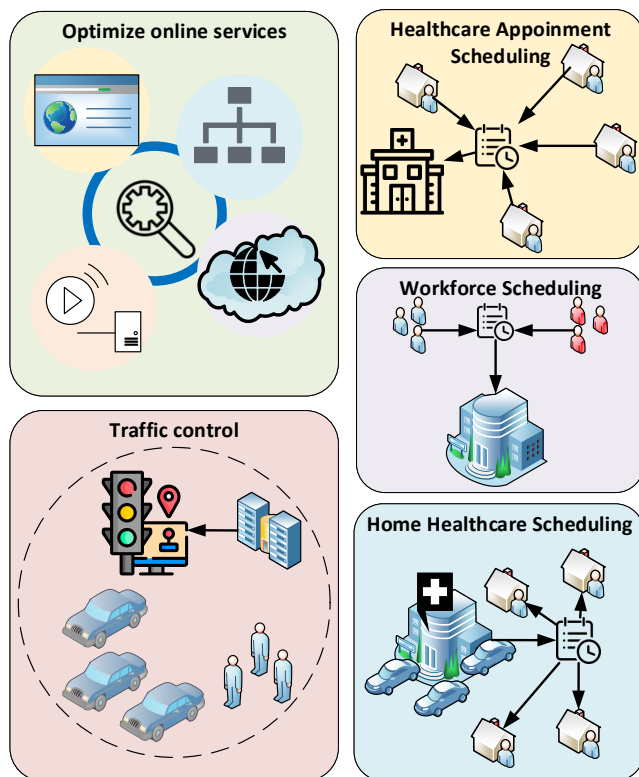 Optimize online services
Healthcare Appoinment
Scheduling
Workforce Scheduling
Traffic control
Home Healthcare Scheduling